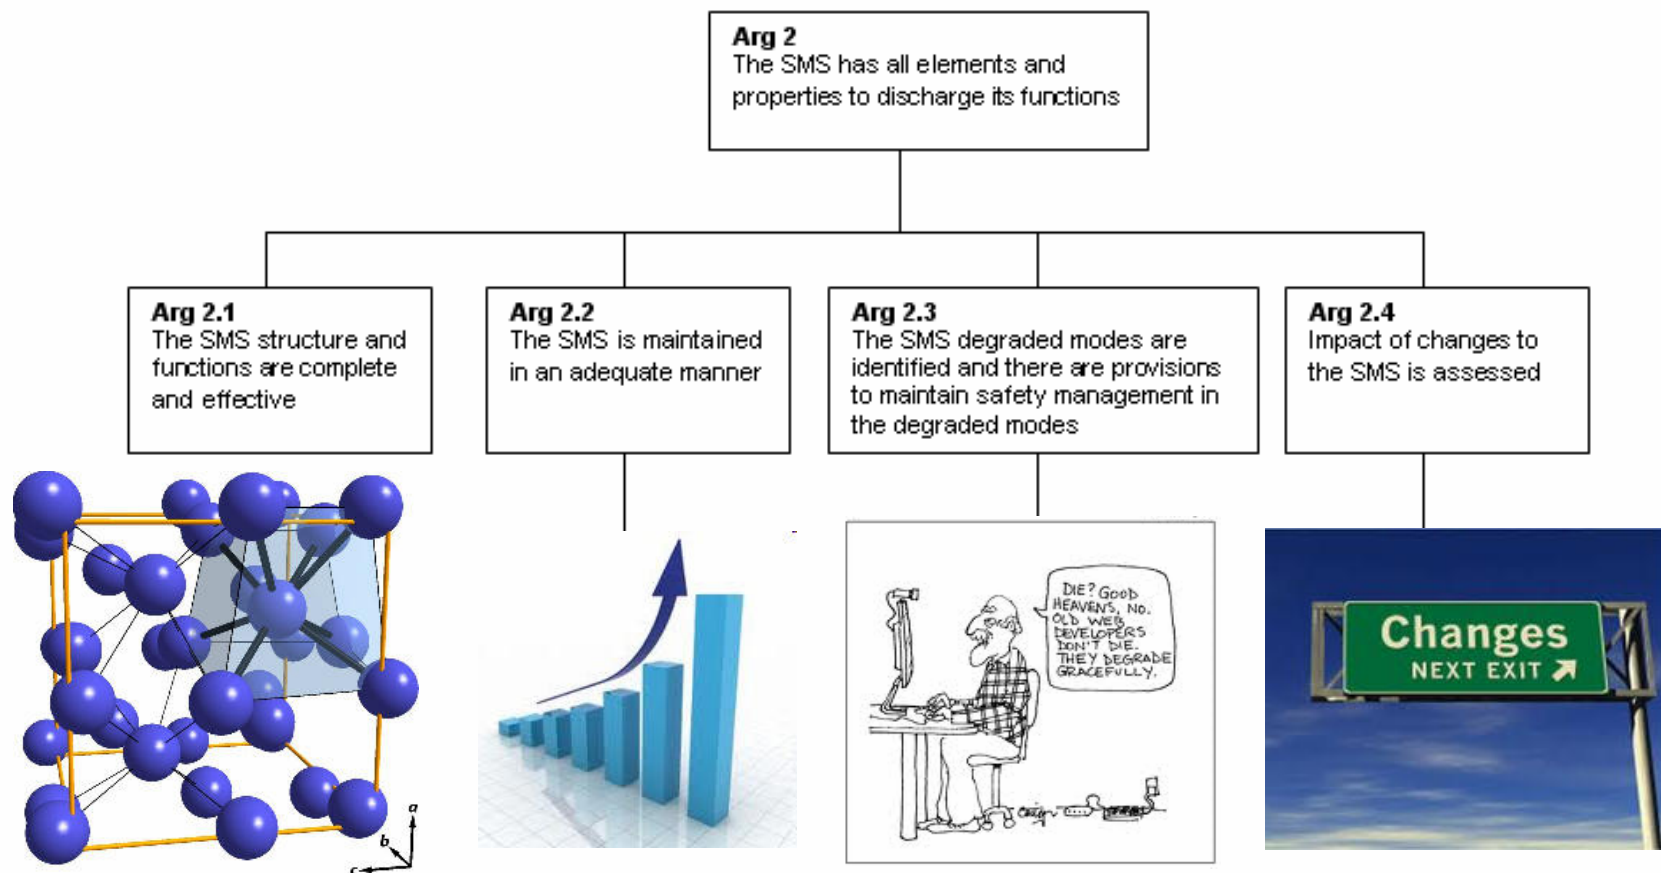 Arg 2
The SMS has all elements and
properties to discharge its functions
Arg 2.1
The SMS structure and
functions are complete
and effective
Arg 2.2
The SMS is maintained
in an adequate manner
Arg 2.3
The SMS degraded modes are
identified and there are provisions
to maintain safety management in
the degraded modes
Arg 2.4
Impact of changes to
the SMS is assessed
a
b
DIE? GOOD
HEAVENS, NO.
OLD WEB
DEVELOPERS
DON'T DIE.
THEY DEGRADE
GRACEFULLY.
Changes
NEXT EXIT